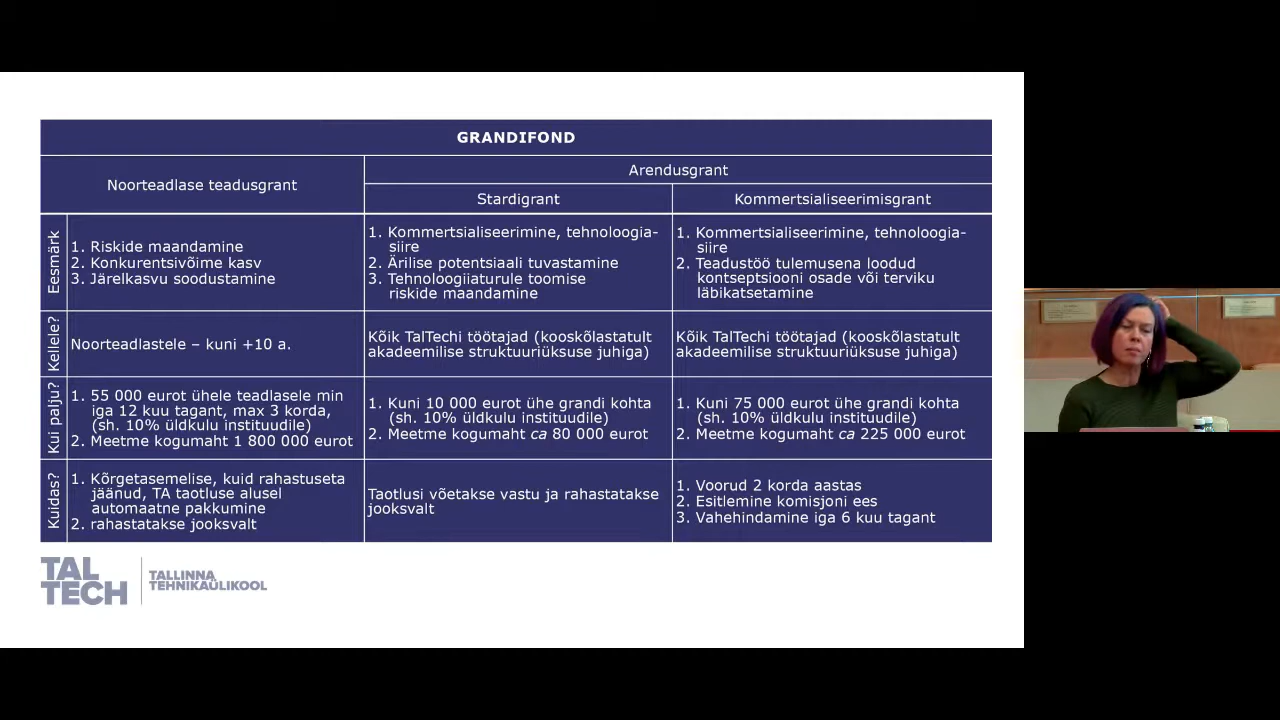 GRANDIFOND
Noorteadlase teadusgrant
Arendusgrant
Stardigrant
Kommertsialiseerimisgrant
Eesmärk
1. Riskide maandamine
2. Konkurentsivõime kasv
3. Järelkasvu soodustamine
1. Kommertsialiseerimine, tehnoloogia-
siire
2. Ärilise potentsiaali tuvastamine
3. Tehnoloogiiaturule toomise
riskide maandamine
1. Kommertsialiseerimine, tehnoloogia-
siire
2. Teadustöö tulemusena loodud
kontseptsiooni osade või terviku
läbikatsetamine
Kellele?
Noorteadlastele – kuni +10 a.
Kõik TalTechi töötajad (kooskõlastatult
akadeemilise struktuuriüksuse juhiga)
Kõik TalTechi töötajad (kooskõlastatult
akadeemilise struktuuriüksuse juhiga)
Kui palju?
1. 55 000 eurot ühele teadlasele min
iga 12 kuu tagant, max 3 korda,
(sh. 10% üldkulu instituudile)
2. Meetme kogumaht 1 800 000 eurot
1. Kuni 10 000 eurot ühe grandi kohta
(sh. 10% üldkulu instituudile)
2. Meetme kogumaht ca 80 000 eurot
1. Kuni 75 000 eurot ühe grandi kohta
(sh. 10% üldkulu instituudile)
2. Meetme kogumaht ca 225 000 eurot
Kuidas?
1. Kõrgetasemelise, kuid rahastuseta
jäänud, TA taotluse alusel
automaatne pakkumine
2. rahastatakse jooksvalt
Taotlusi võetakse vastu ja rahastatakse
jooksvalt
1. Voorud 2 korda aastas
2. Esitlemine komisjoni ees
3. Vahehindamine iga 6 kuu tagant
TAL
TECH
TALLINNA
TEHNIKAÜLIKOOL